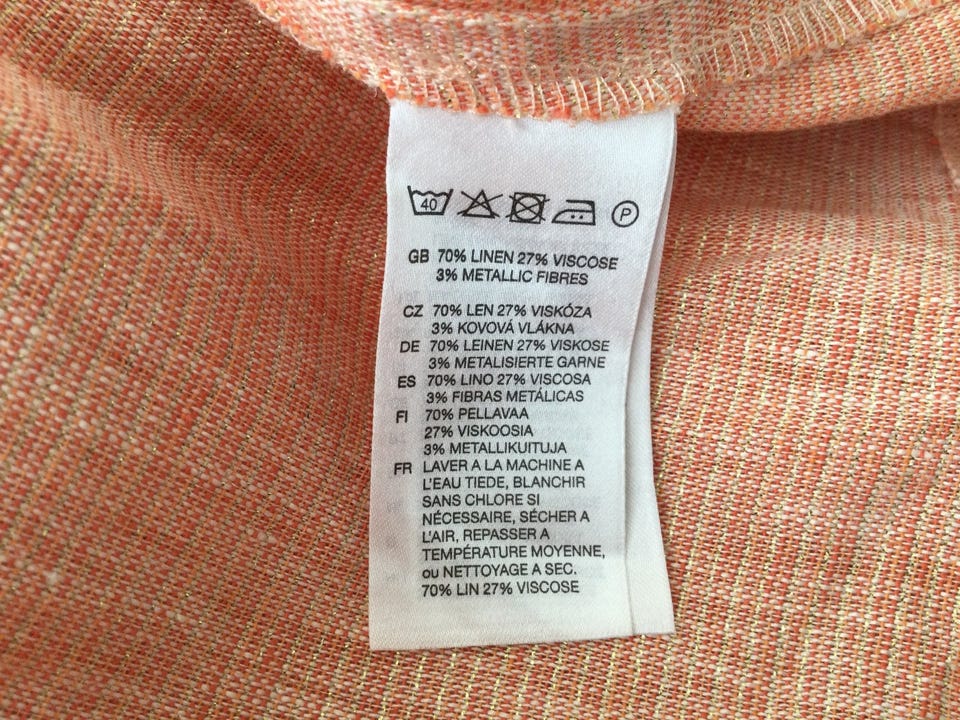 40 P
GB 70% LINEN 27% VISCOSE
3% METALLIC FIBRES
CZ 70% LEN 27% VISKÓZA
3% KOVOVÁ VLÁKNA
DE 70% LEINEN 27% VISKOSE
3% METALISIERTE GARNE
ES 70% LINO 27% VISCOSA
3% FIBRAS METÁLICAS
FI 70% PELLAVAA
27% VISKOOSIA
3% METALLIKUITUJA
FR LAVER A LA MACHINE A
L'EAU TIEDE, BLANCHIR
SANS CHLORE SI
NÉCESSAIRE, SÉCHER A
L'AIR, REPASSER A
TEMPÉRATURE MOYENNE,
ou NETTOYAGE A SEC.
70% LIN 27% VISCOSE